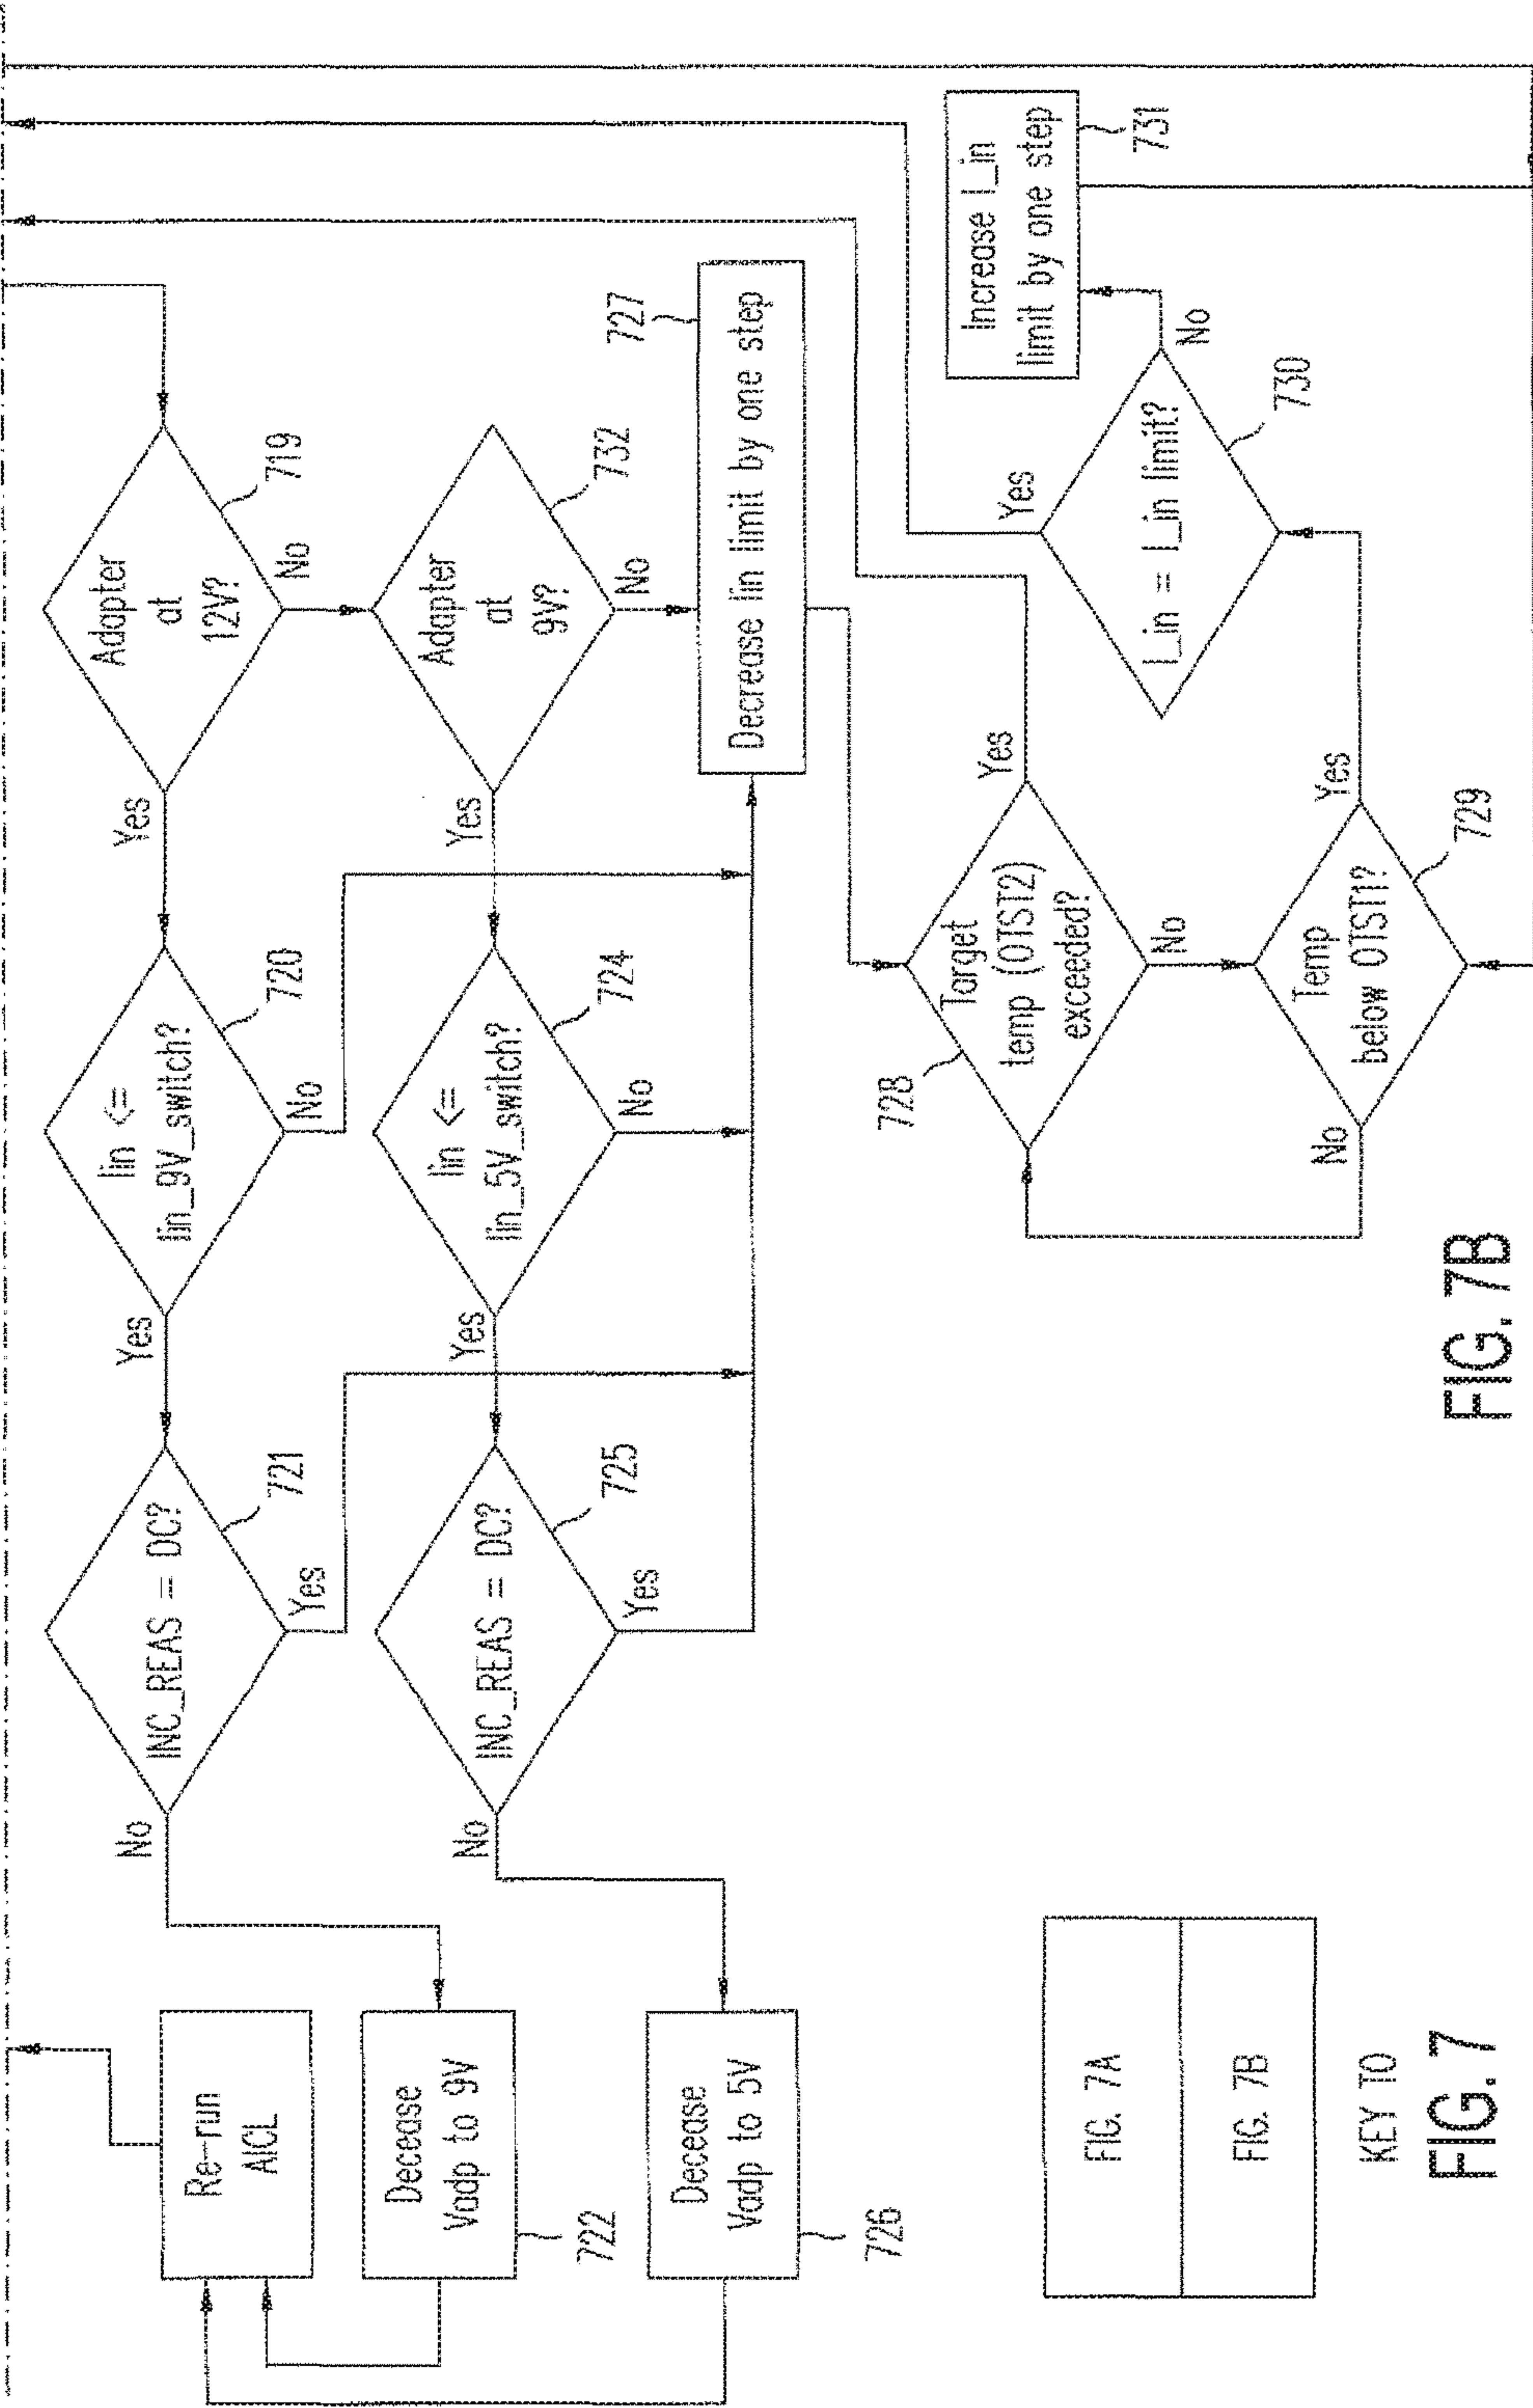 Re-run
AICL
Decease
Vadp to 9V
722
Decease
Vadp to 5V
726
No
INC_REAS = DC?
721
Yes
No
INC_REAS = DC?
725
Yes
Yes
Iin <=
Iin_9V_switch?
720
No
Yes
Iin <=
Iin_5V_switch?
724
No
Yes
Adapter
at
12V?
719
No
Yes
Adapter
at
9V?
732
No
727
Decrease Iin limit by one step
728
Target
temp (OTST2)
exceeded?
Yes
No
Temp
below OTST1?
729
Yes
No
I_in = I_in limit?
730
Yes
No
Increase I_in
limit by one step
731
FIG. 7A
FIG. 7B
KEY TO
FIG. 7
FIG. 7B